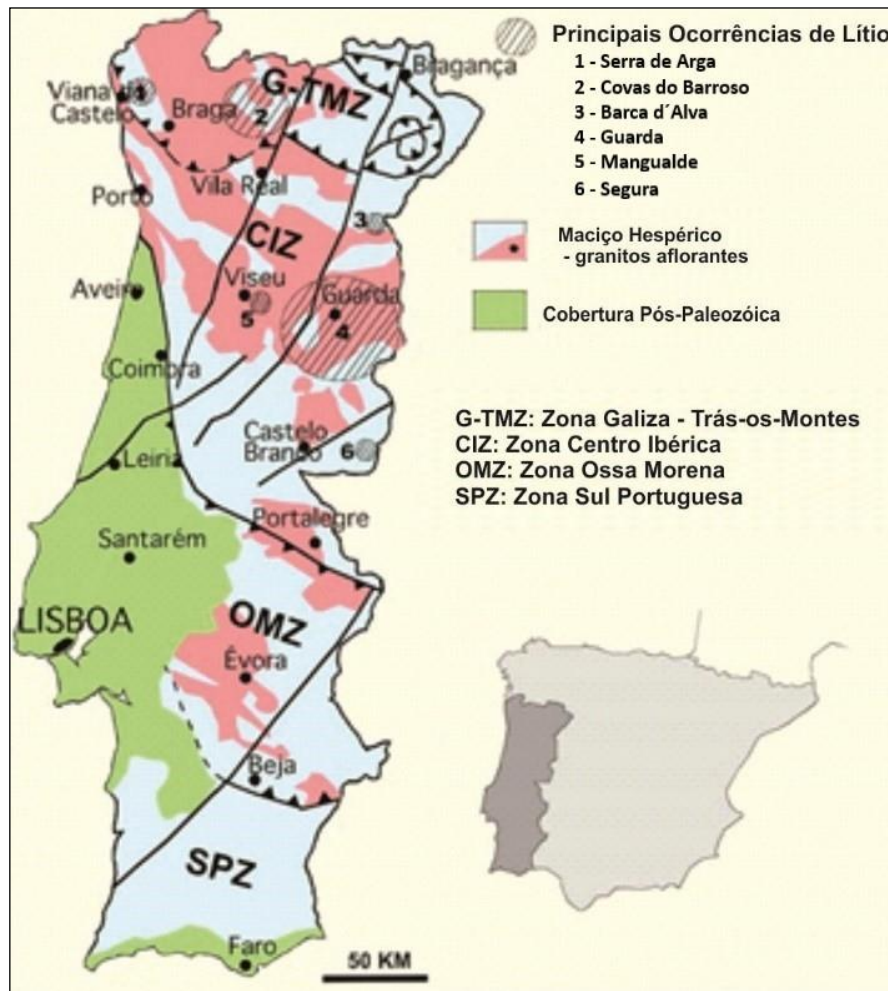 Principais Ocorrências de Lítio
1 - Serra de Arga
2 - Covas do Barroso
3 - Barca d´Alva
4 - Guarda
5 - Mangualde
6 - Segura
Maciço Hespérico
- granitos aflorantes
Cobertura Pós-Paleozóica
G-TMZ: Zona Galiza - Trás-os-Montes
CIZ: Zona Centro Ibérica
OMZ: Zona Ossa Morena
SPZ: Zona Sul Portuguesa
Bragança
G-TMZ
Viana do
Castelo
1
Braga
2
Vila Real
Porto
3
CIZ
Viseu
5
Guarda
4
Aveiro
Coimbra
Castelo
Branco
6
Leiria
Portalegre
Santarém
LISBOA
OMZ
Évora
Beja
SPZ
Faro
50 KM